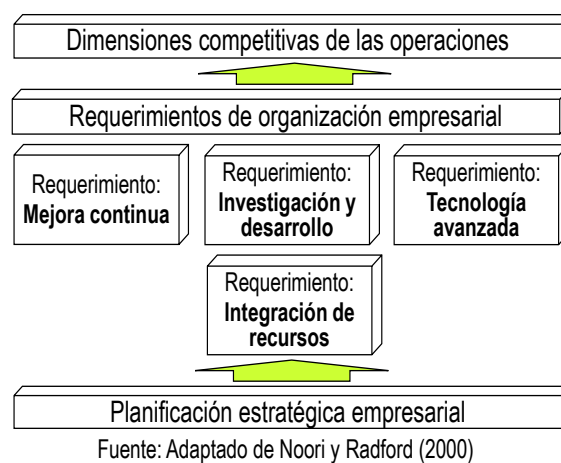 Dimensiones competitivas de las operaciones
Requerimientos de organización empresarial
Requerimiento:
Mejora continua
Requerimiento:
Investigación y
desarrollo
Requerimiento:
Tecnología
avanzada
Requerimiento:
Integración de
recursos
Planificación estratégica empresarial
Fuente: Adaptado de Noori y Radford (2000)